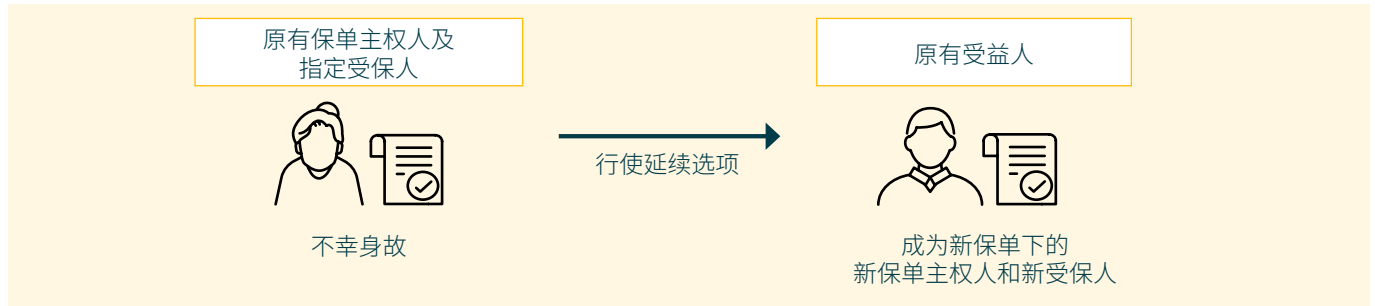 原有保单主权人及
指定受保人
不幸身故
行使延续选项
原有受益人
成为新保单下的
新保单主权人和新受保人